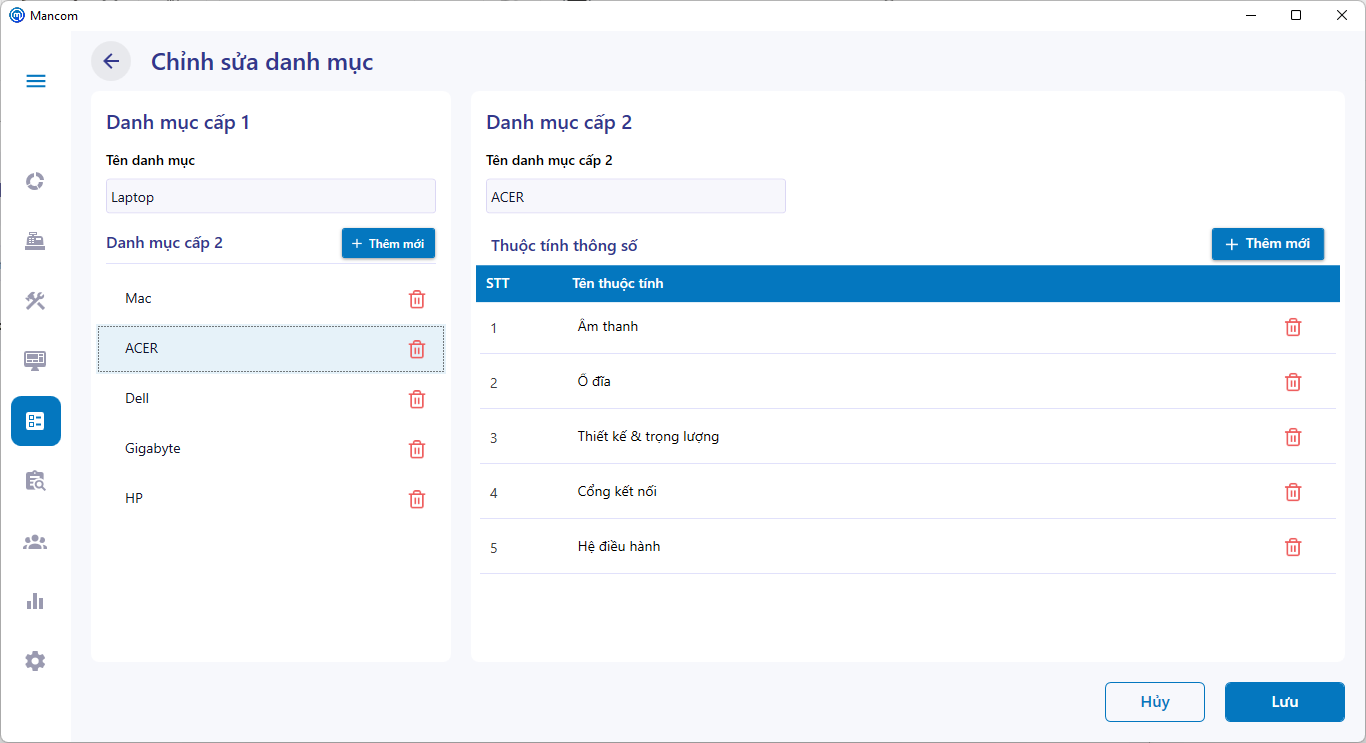 Mancom
Chỉnh sửa danh mục
Danh mục cấp 1
Tên danh mục
Laptop
Danh mục cấp 2
+ Thêm mới
Mac
ACER
Dell
Gigabyte
HP
Danh mục cấp 2
Tên danh mục cấp 2
ACER
Thuộc tính thông số
+ Thêm mới
STT Tên thuộc tính
1 Âm thanh
2 Ổ đĩa
3 Thiết kế & trọng lượng
4 Cổng kết nối
5 Hệ điều hành
Hủy
Lưu